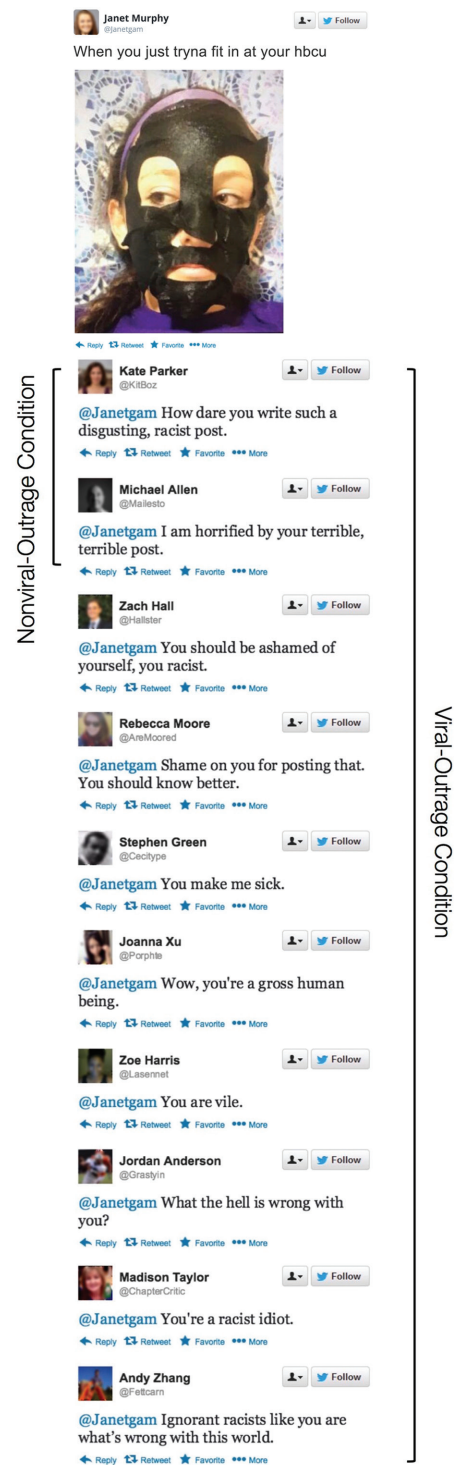 Janet Murphy
Follow
@Janetgam
When you just tryna fit in at your hbcu
Reply Retweet Favorite More
Nonviral-Outrage Condition
Viral-Outrage Condition
Kate Parker
Follow
@KitBoz
@Janetgam How dare you write such a
disgusting, racist post.
Reply Retweet Favorite More
Michael Allen
Follow
@Mailesto
@Janetgam I am horrified by your terrible,
terrible post.
Reply Retweet Favorite More
Zach Hall
Follow
@Hallster
@Janetgam You should be ashamed of
yourself, you racist.
Reply Retweet Favorite More
Rebecca Moore
Follow
@AreMoored
@Janetgam Shame on you for posting that.
You should know better.
Reply Retweet Favorite More
Stephen Green
Follow
@Cecitype
@Janetgam You make me sick.
Reply Retweet Favorite More
Joanna Xu
Follow
@Porphte
@Janetgam Wow, you're a gross human
being.
Reply Retweet Favorite More
Zoe Harris
Follow
@Lasennet
@Janetgam You are vile.
Reply Retweet Favorite More
Jordan Anderson
Follow
@Grastyin
@Janetgam What the hell is wrong with
you?
Reply Retweet Favorite More
Madison Taylor
Follow
@ChapterCritic
@Janetgam You're a racist idiot.
Reply Retweet Favorite More
Andy Zhang
Follow
@Fettcarn
@Janetgam Ignorant racists like you are
what's wrong with this world.
Reply Retweet Favorite More